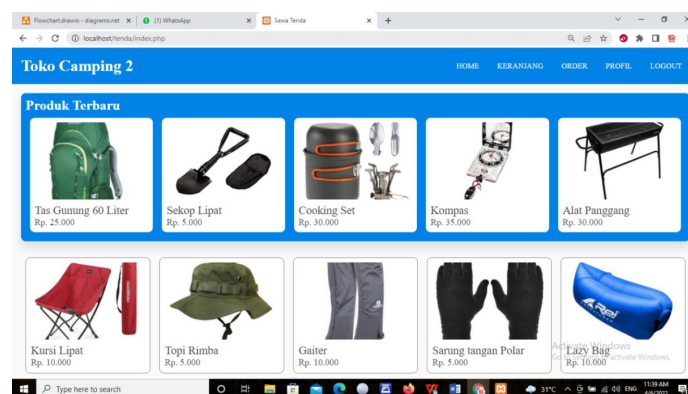 Flowchart.drawio - diagrams.net
(1) WhatsApp
Sewa Tenda
localhost/tenda/index.php
Toko Camping 2
HOME KERANJANG ORDER PROFIL LOGOUT
Produk Terbaru
Tas Gunung 60 Liter
Rp. 25.000
Sekop Lipat
Rp. 5.000
Cooking Set
Rp. 30.000
Kompas
Rp. 35.000
Alat Panggang
Rp. 30.000
Kursi Lipat
Rp. 10.000
Topi Rimba
Rp. 5.000
Gaiter
Rp. 10.000
Sarung tangan Polar
Rp. 5.000
Rei
Lazy Bag
Rp. 10.000
Activate Windows
Type here to search
31°C
ENG
11:39 AM